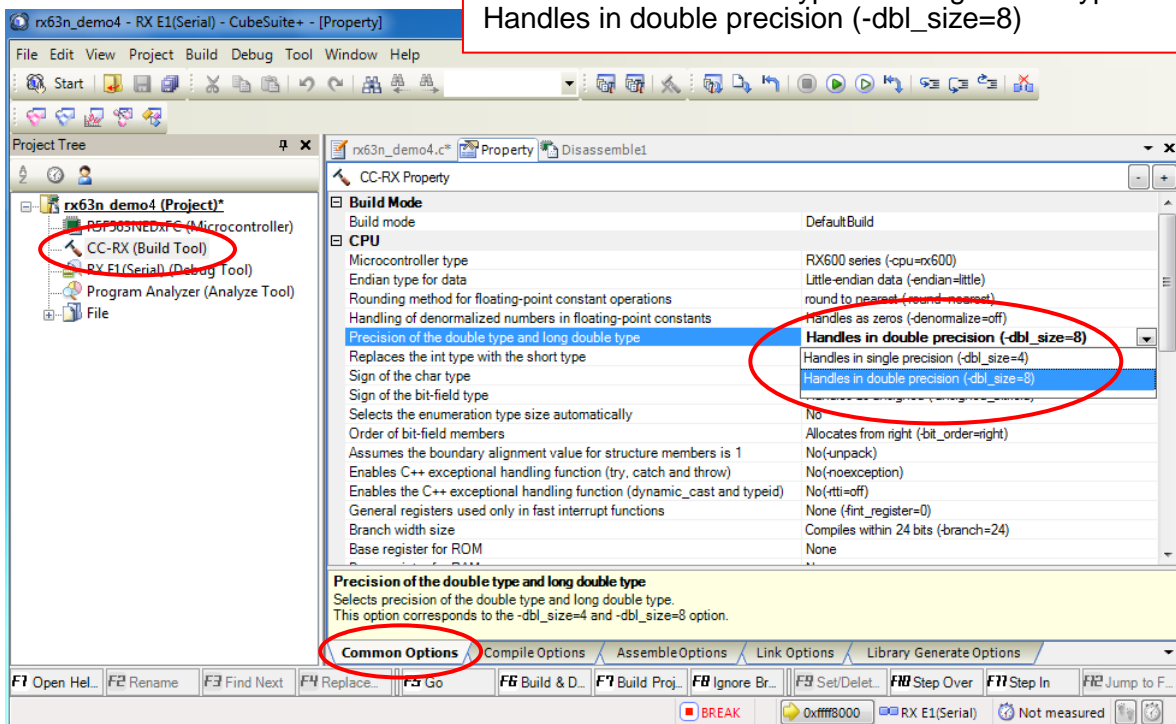 Handles in double precision (-dbl_size=8)
rx63n_demo4 - RX E1(Serial) - CubeSuite+ - [Property]
File Edit View Project Build Debug Tool Window Help
Start
Project Tree
rx63n_demo4 (Project)*
R5F563NEDxFC (Microcontroller)
CC-RX (Build Tool)
RX E1(Serial) (Debug Tool)
Program Analyzer (Analyze Tool)
File
rx63n_demo4.c* Property Disassemble1
CC-RX Property
Build Mode
Build mode DefaultBuild
CPU
Microcontroller type RX600 series (-cpu=rx600)
Endian type for data Little-endian data (-endian=little)
Rounding method for floating-point constant operations round to nearest (-round=nearest)
Handling of denormalized numbers in floating-point constants Handles as zeros (-denormalize=off)
Precision of the double type and long double type Handles in double precision (-dbl_size=8)
Replaces the int type with the short type Handles in single precision (-dbl_size=4)
Sign of the char type Handles in double precision (-dbl_size=8)
Sign of the bit-field type
Selects the enumeration type size automatically No
Order of bit-field members Allocates from right (-bit_order=right)
Assumes the boundary alignment value for structure members is 1 No(-unpack)
Enables C++ exceptional handling function (try, catch and throw) No(-noexception)
Enables the C++ exceptional handling function (dynamic_cast and typeid) No(-rtti=off)
General registers used only in fast interrupt functions None (-fint_register=0)
Branch width size Compiles within 24 bits (-branch=24)
Base register for ROM None
Precision of the double type and long double type
Selects precision of the double type and long double type.
This option corresponds to the -dbl_size=4 and -dbl_size=8 option.
Common Options Compile Options Assemble Options Link Options Library Generate Options
F1 Open Hel... F2 Rename F3 Find Next F4 Replace... F5 Go F6 Build & D... F7 Build Proj... F8 Ignore Br... F9 Set/Delet... F10 Step Over F11 Step In F12 Jump to F...
BREAK 0xffff8000 RX E1(Serial) Not measured